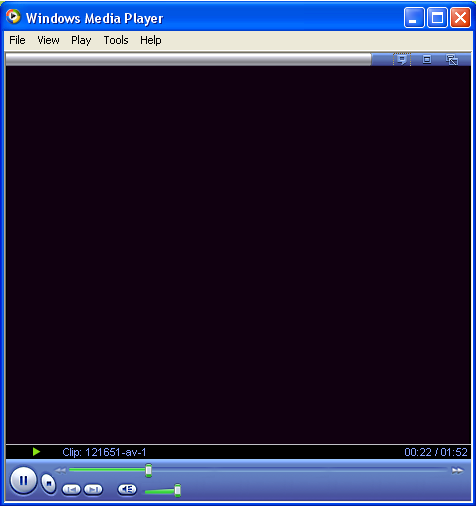 Windows Media Player
File View Play Tools Help
Clip: 121651-av-1 00:22 / 01:52